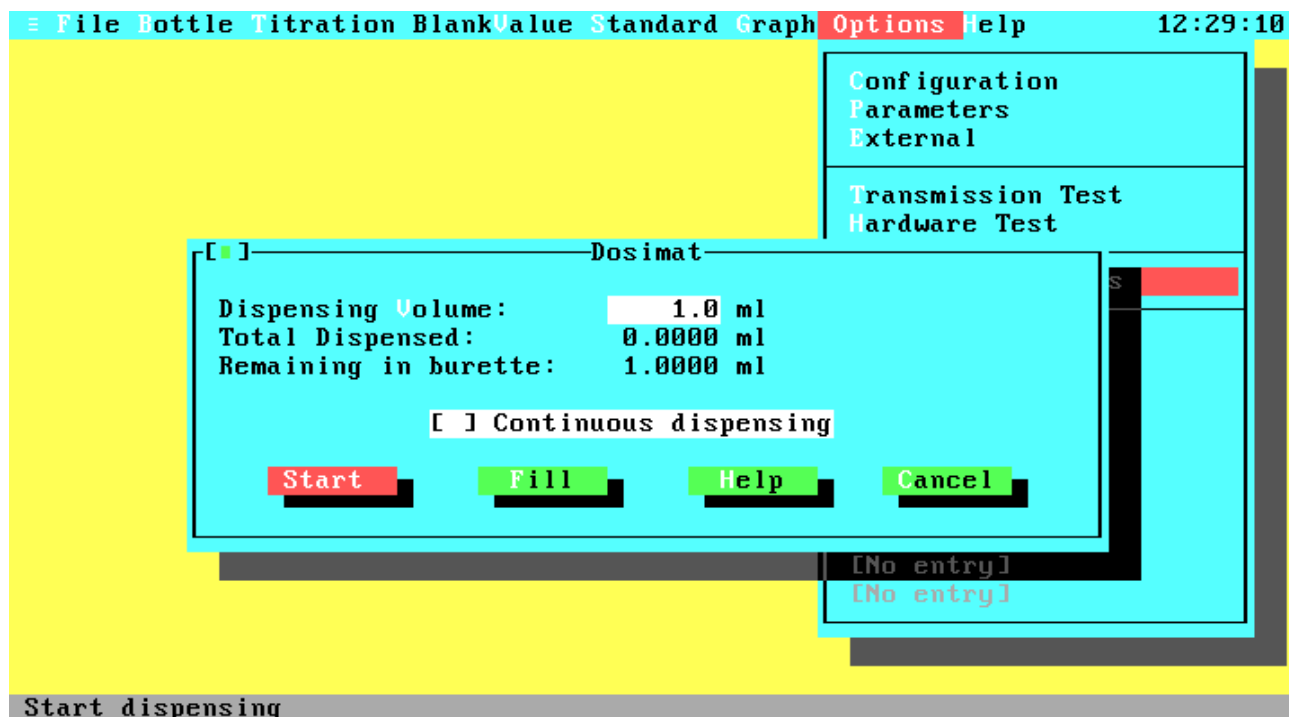 ≡ File Bottle Titration BlankValue Standard Graph Options Help 12:29:10
Configuration
Parameters
External
Transmission Test
Hardware Test
s
[■] Dosimat
Dispensing Volume: 1.0 ml
Total Dispensed: 0.0000 ml
Remaining in burette: 1.0000 ml
[ ] Continuous dispensing
Start Fill Help Cancel
[No entry]
[No entry]
Start dispensing